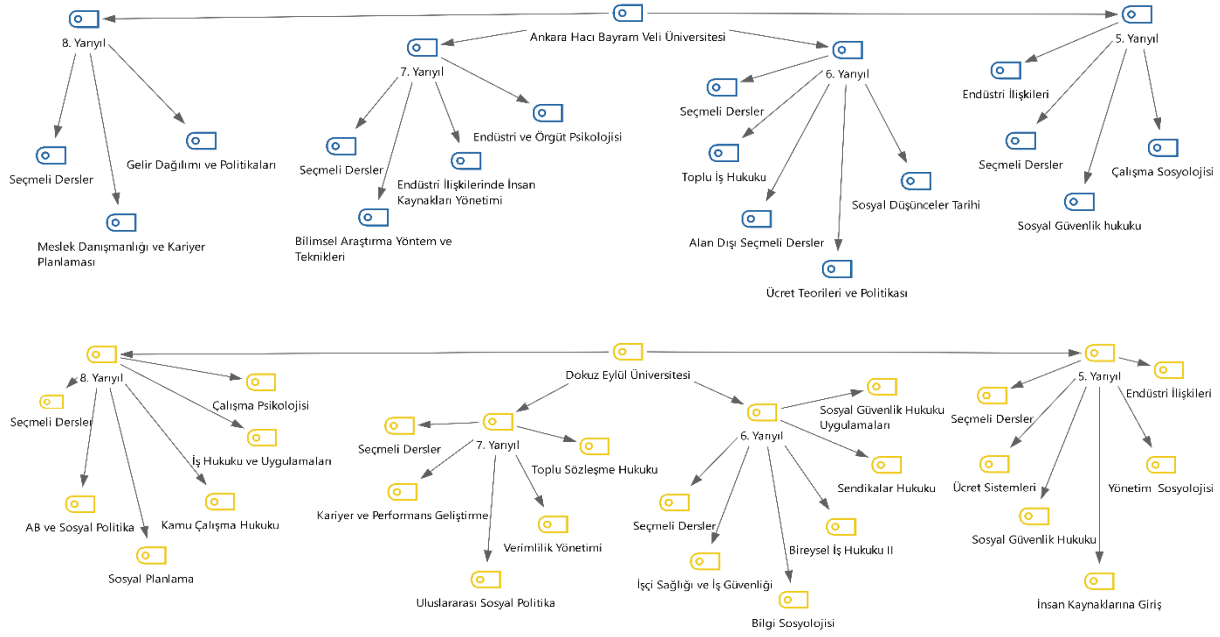 Ankara Hacı Bayram Veli Üniversitesi
8. Yarıyıl
Seçmeli Dersler
Meslek Danışmanlığı ve Kariyer
Planlaması
Gelir Dağılımı ve Politikaları
7. Yarıyıl
Seçmeli Dersler
Bilimsel Araştırma Yöntem ve
Teknikleri
Endüstri İlişkilerinde İnsan
Kaynakları Yönetimi
Endüstri ve Örgüt Psikolojisi
6. Yarıyıl
Seçmeli Dersler
Toplu İş Hukuku
Alan Dışı Seçmeli Dersler
Ücret Teorileri ve Politikası
Sosyal Düşünceler Tarihi
5. Yarıyıl
Endüstri İlişkileri
Seçmeli Dersler
Sosyal Güvenlik hukuku
Çalışma Sosyolojisi
Dokuz Eylül Üniversitesi
8. Yarıyıl
Seçmeli Dersler
AB ve Sosyal Politika
Sosyal Planlama
Kamu Çalışma Hukuku
İş Hukuku ve Uygulamaları
Çalışma Psikolojisi
7. Yarıyıl
Seçmeli Dersler
Kariyer ve Performans Geliştirme
Uluslararası Sosyal Politika
Verimlilik Yönetimi
Toplu Sözleşme Hukuku
6. Yarıyıl
Seçmeli Dersler
İşçi Sağlığı ve İş Güvenliği
Bilgi Sosyolojisi
Bireysel İş Hukuku II
Sendikalar Hukuku
Sosyal Güvenlik Hukuku
Uygulamaları
5. Yarıyıl
Seçmeli Dersler
Ücret Sistemleri
Sosyal Güvenlik Hukuku
İnsan Kaynaklarına Giriş
Yönetim Sosyolojisi
Endüstri İlişkileri